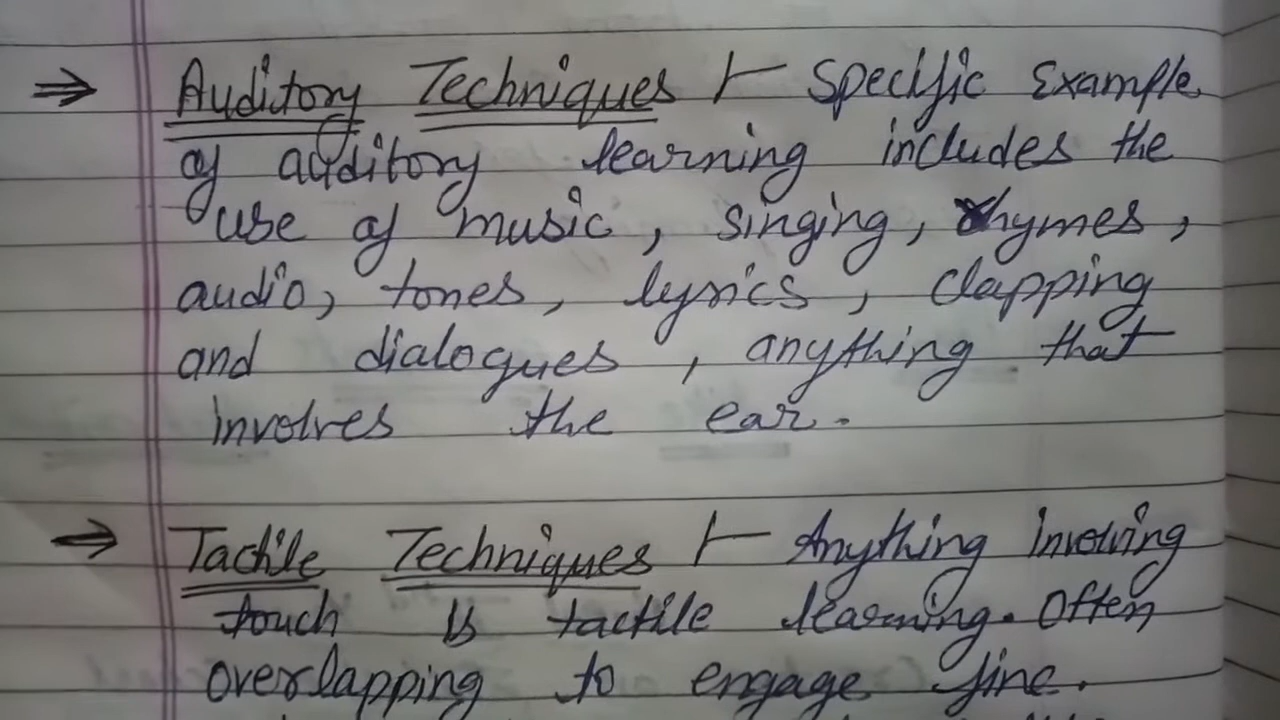 ⇒ Auditory Techniques :- Specific Example
of auditory learning includes the
use of music, singing, rhymes,
audio, tones, lyrics, clapping
and dialogues, anything that
involves the ear.
⇒ Tactile Techniques :- Anything involving
touch is tactile learning. Often
overlapping to engage fine.